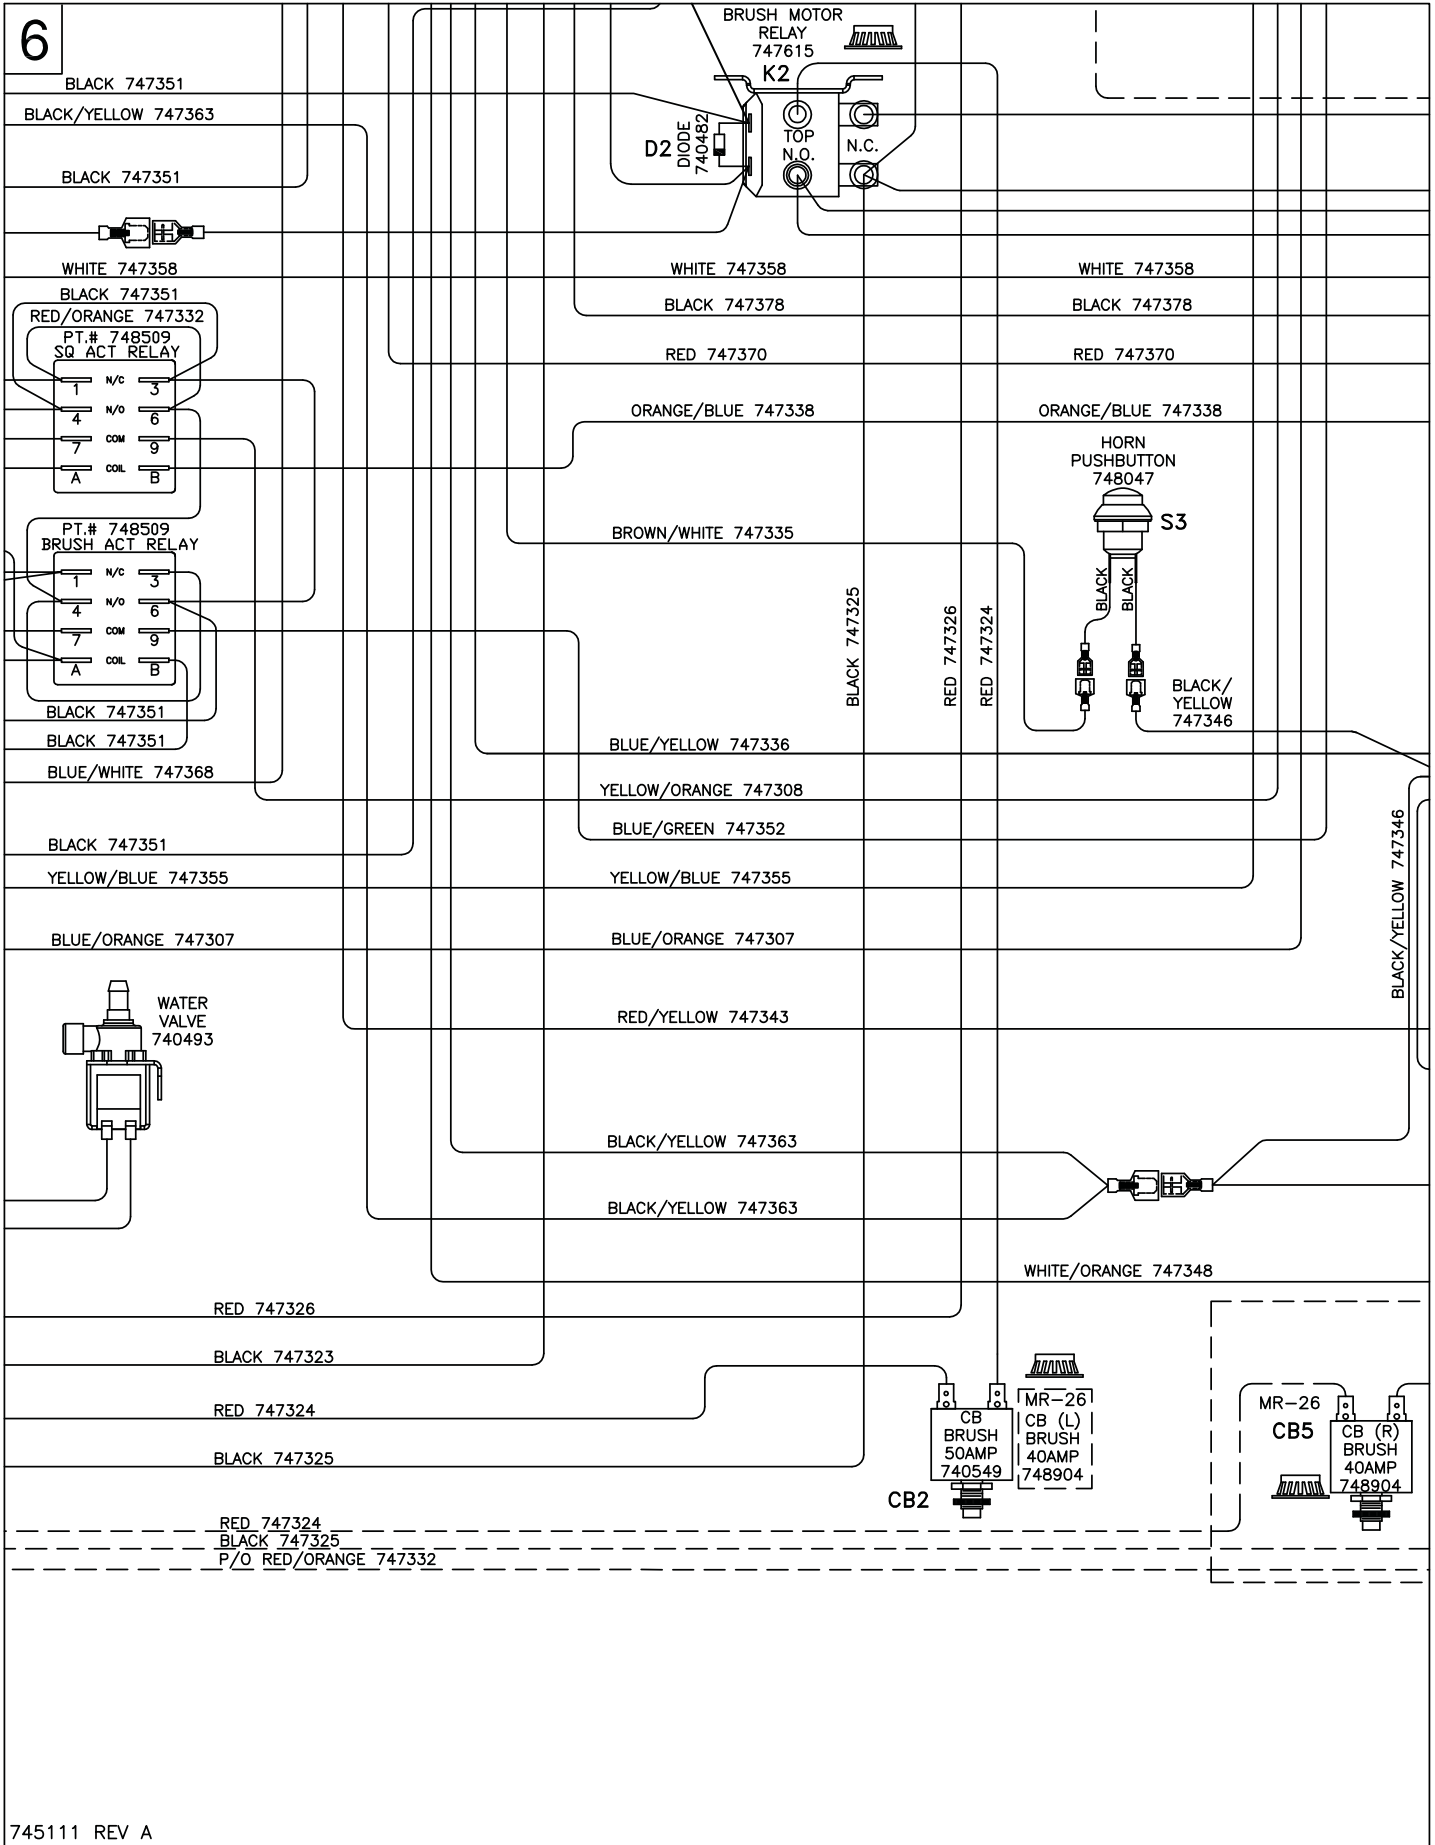 6
BRUSH MOTOR
RELAY
747615
K2
BLACK 747351
BLACK/YELLOW 747363
D2
DIODE
740482
TOP
N.O.
N.C.
BLACK 747351
WHITE 747358
WHITE 747358
WHITE 747358
BLACK 747351
BLACK 747378
BLACK 747378
RED/ORANGE 747332
PT.# 748509
SQ ACT RELAY
RED 747370
RED 747370
1 N/C 3
4 N/O 6
7 COM 9
A COIL B
ORANGE/BLUE 747338
ORANGE/BLUE 747338
HORN
PUSHBUTTON
748047
S3
PT.# 748509
BRUSH ACT RELAY
BROWN/WHITE 747335
1 N/C 3
4 N/O 6
7 COM 9
A COIL B
BLACK
BLACK
BLACK 747325
RED 747326
RED 747324
BLACK/
YELLOW
747346
BLACK 747351
BLACK 747351
BLUE/YELLOW 747336
BLUE/WHITE 747368
YELLOW/ORANGE 747308
BLUE/GREEN 747352
BLACK 747351
YELLOW/BLUE 747355
YELLOW/BLUE 747355
BLACK/YELLOW 747346
BLUE/ORANGE 747307
BLUE/ORANGE 747307
WATER
VALVE
740493
RED/YELLOW 747343
BLACK/YELLOW 747363
BLACK/YELLOW 747363
WHITE/ORANGE 747348
RED 747326
BLACK 747323
RED 747324
BLACK 747325
CB
BRUSH
50AMP
740549
CB2
MR-26
CB (L)
BRUSH
40AMP
748904
MR-26
CB5
CB (R)
BRUSH
40AMP
748904
RED 747324
BLACK 747325
P/O RED/ORANGE 747332
745111 REV A